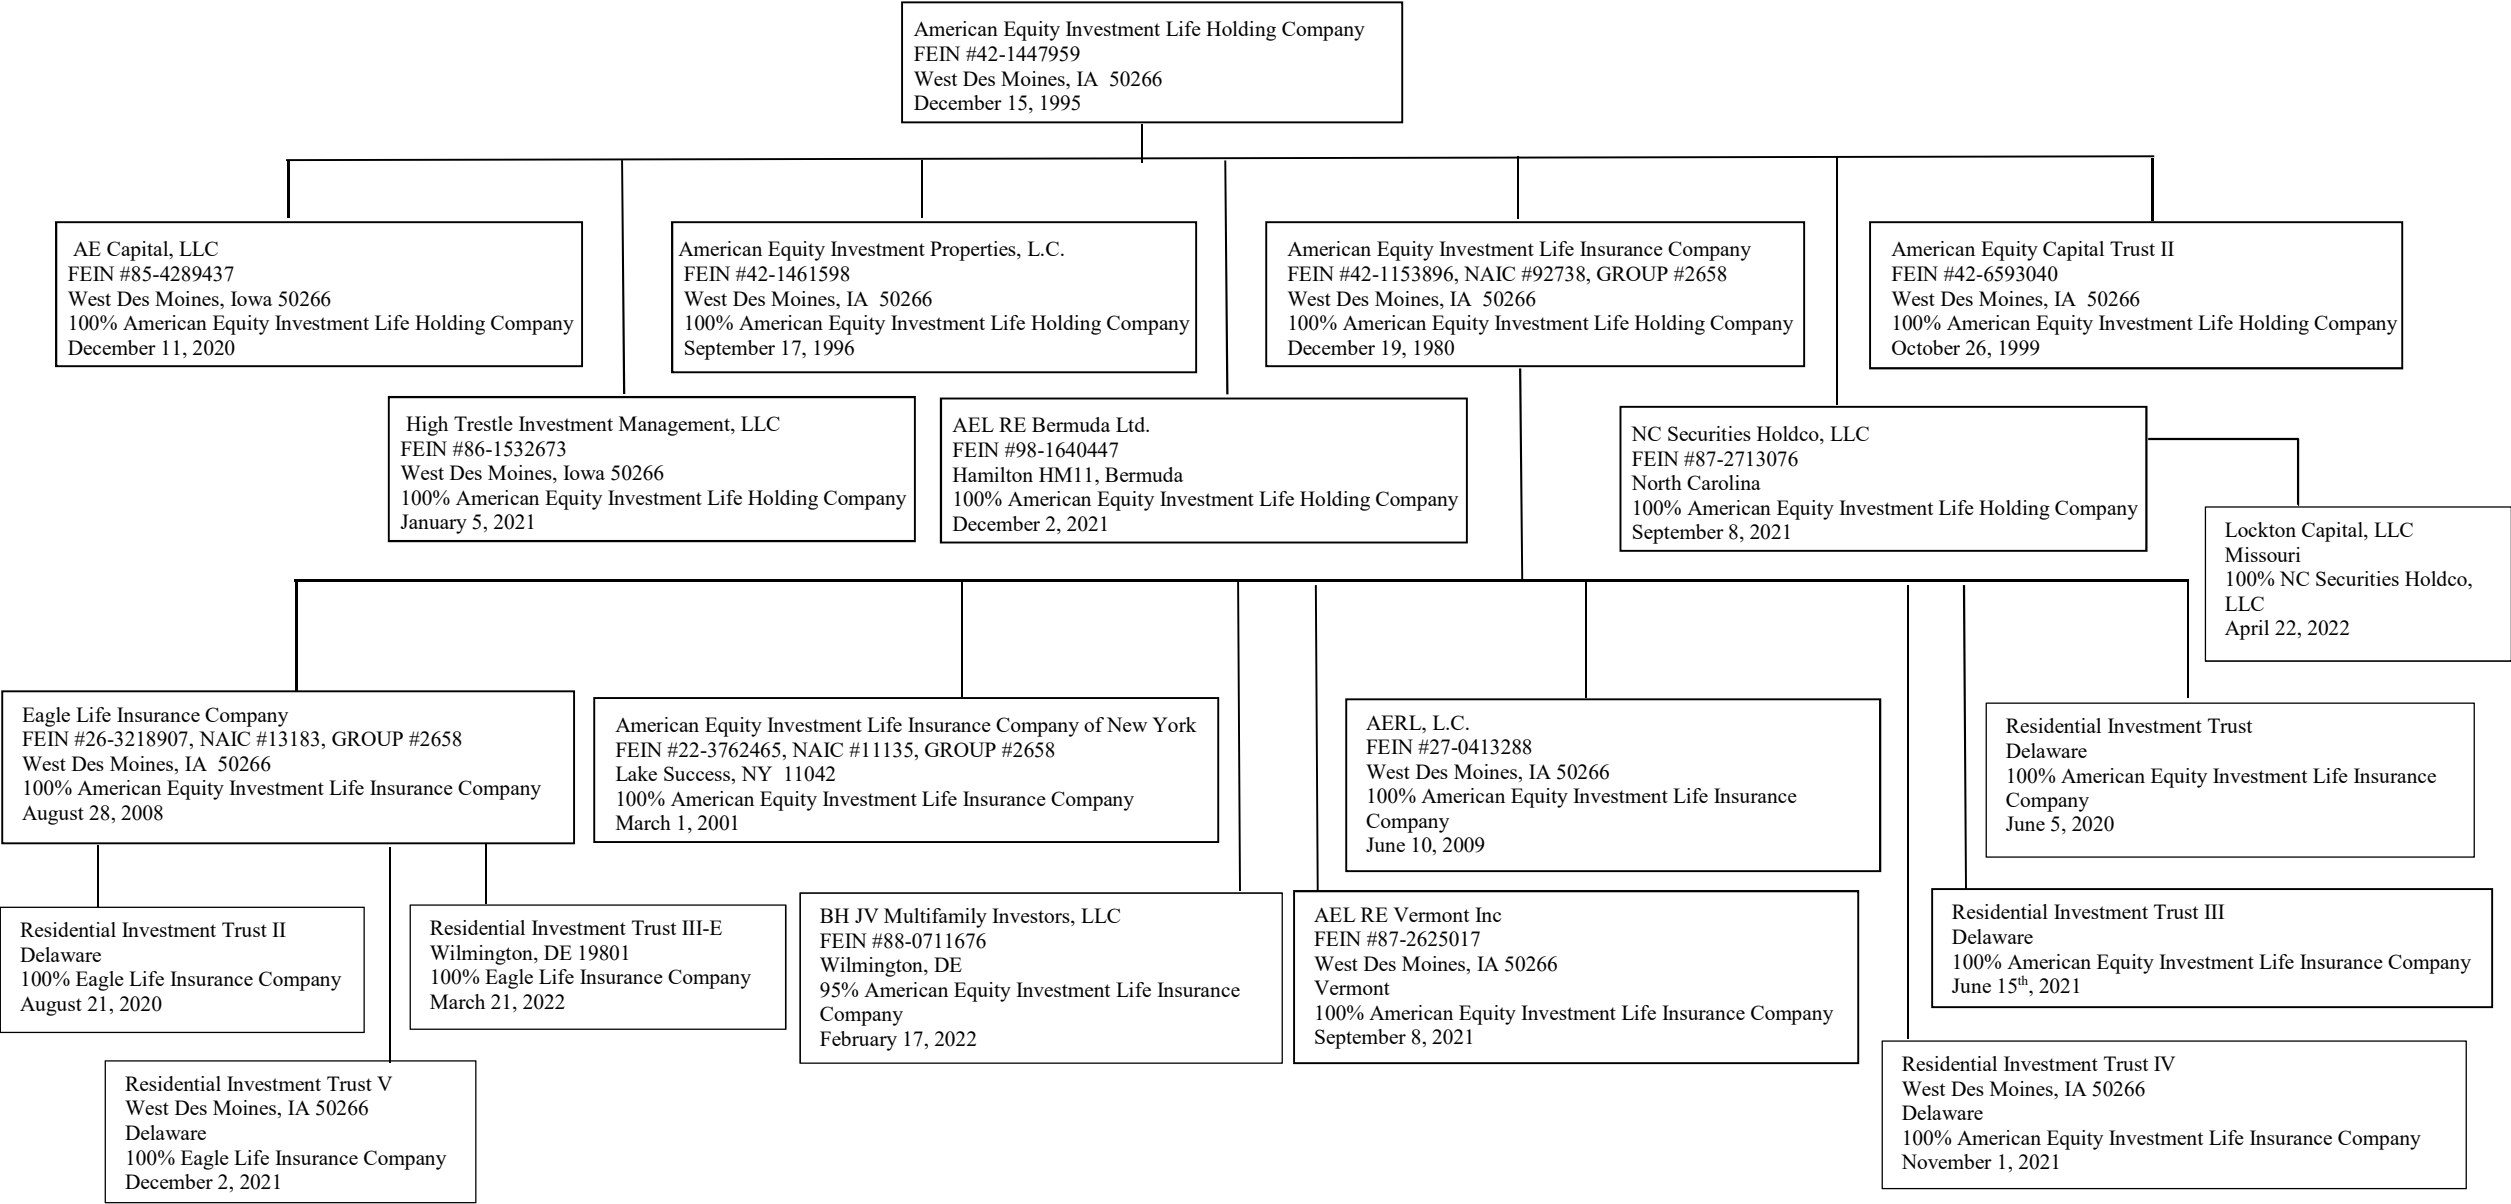 American Equity Investment Life Holding Company
FEIN #42-1447959
West Des Moines, IA  50266
December 15, 1995
AE Capital, LLC
FEIN #85-4289437
West Des Moines, Iowa 50266
100% American Equity Investment Life Holding Company
December 11, 2020
American Equity Investment Properties, L.C.
FEIN #42-1461598
West Des Moines, IA  50266
100% American Equity Investment Life Holding Company
September 17, 1996
American Equity Investment Life Insurance Company
FEIN #42-1153896, NAIC #92738, GROUP #2658
West Des Moines, IA  50266
100% American Equity Investment Life Holding Company
December 19, 1980
American Equity Capital Trust II
FEIN #42-6593040
West Des Moines, IA  50266
100% American Equity Investment Life Holding Company
October 26, 1999
High Trestle Investment Management, LLC
FEIN #86-1532673
West Des Moines, Iowa 50266
100% American Equity Investment Life Holding Company
January 5, 2021
AEL RE Bermuda Ltd.
FEIN #98-1640447
Hamilton HM11, Bermuda
100% American Equity Investment Life Holding Company
December 2, 2021
NC Securities Holdco, LLC
FEIN #87-2713076
North Carolina
100% American Equity Investment Life Holding Company
September 8, 2021
Lockton Capital, LLC
Missouri
100% NC Securities Holdco,
LLC
April 22, 2022
Eagle Life Insurance Company
FEIN #26-3218907, NAIC #13183, GROUP #2658
West Des Moines, IA  50266
100% American Equity Investment Life Insurance Company
August 28, 2008
American Equity Investment Life Insurance Company of New York
FEIN #22-3762465, NAIC #11135, GROUP #2658
Lake Success, NY  11042
100% American Equity Investment Life Insurance Company
March 1, 2001
AERL, L.C.
FEIN #27-0413288
West Des Moines, IA 50266
100% American Equity Investment Life Insurance
Company
June 10, 2009
Residential Investment Trust
Delaware
100% American Equity Investment Life Insurance
Company
June 5, 2020
Residential Investment Trust II
Delaware
100% Eagle Life Insurance Company
August 21, 2020
Residential Investment Trust III-E
Wilmington, DE 19801
100% Eagle Life Insurance Company
March 21, 2022
BH JV Multifamily Investors, LLC
FEIN #88-0711676
Wilmington, DE
95% American Equity Investment Life Insurance
Company
February 17, 2022
AEL RE Vermont Inc
FEIN #87-2625017
West Des Moines, IA 50266
Vermont
100% American Equity Investment Life Insurance Company
September 8, 2021
Residential Investment Trust III
Delaware
100% American Equity Investment Life Insurance Company
June 15th, 2021
Residential Investment Trust V
West Des Moines, IA 50266
Delaware
100% Eagle Life Insurance Company
December 2, 2021
Residential Investment Trust IV
West Des Moines, IA 50266
Delaware
100% American Equity Investment Life Insurance Company
November 1, 2021